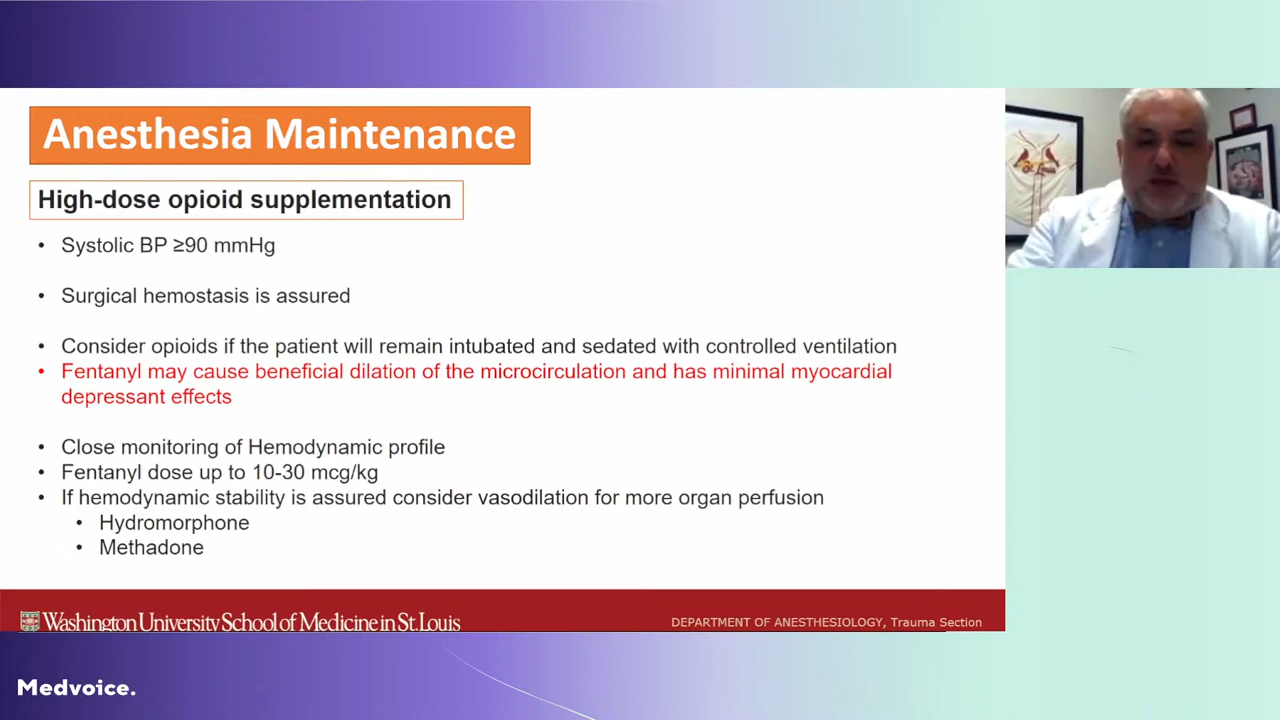 Anesthesia Maintenance
High-dose opioid supplementation
• Systolic BP ≥90 mmHg
• Surgical hemostasis is assured
• Consider opioids if the patient will remain intubated and sedated with controlled ventilation
• Fentanyl may cause beneficial dilation of the microcirculation and has minimal myocardial
depressant effects
• Close monitoring of Hemodynamic profile
• Fentanyl dose up to 10-30 mcg/kg
• If hemodynamic stability is assured consider vasodilation for more organ perfusion
• Hydromorphone
• Methadone
Washington University School of Medicine in St. Louis
DEPARTMENT OF ANESTHESIOLOGY, Trauma Section
St. Louis
Medvoice.